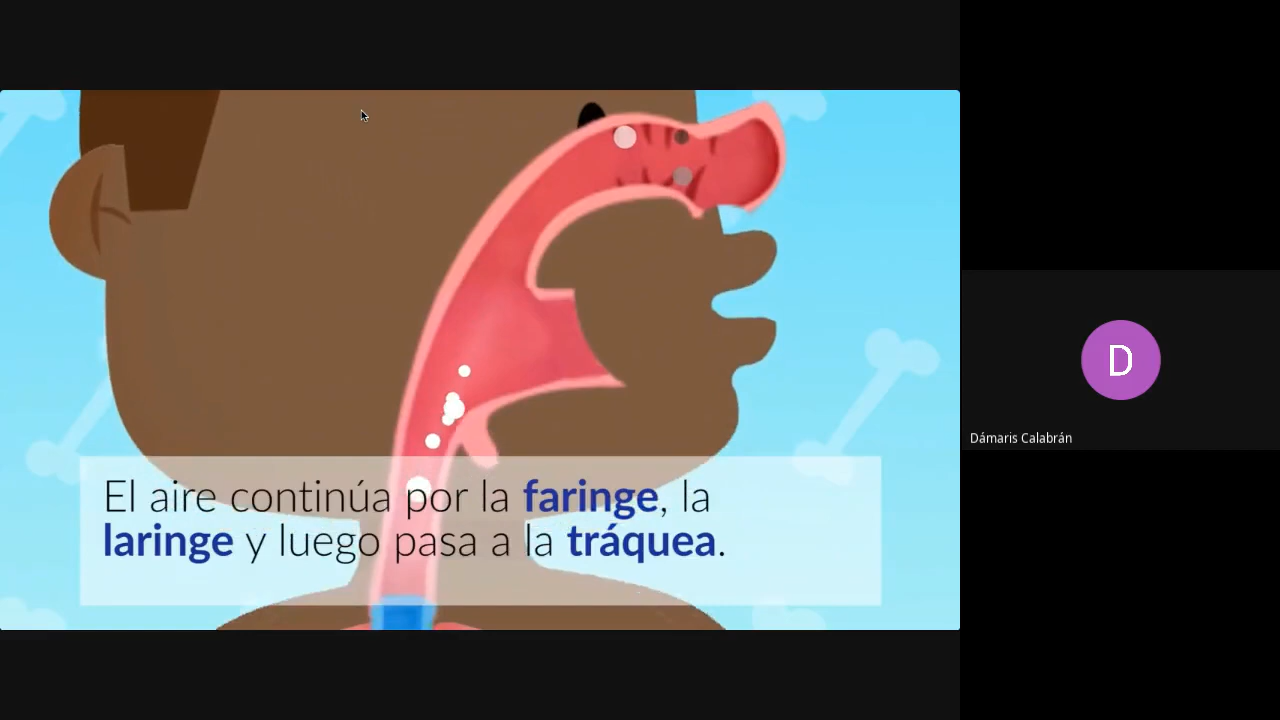 El aire continúa por la faringe, la
laringe y luego pasa a la tráquea.
D
Dámaris Calabrán